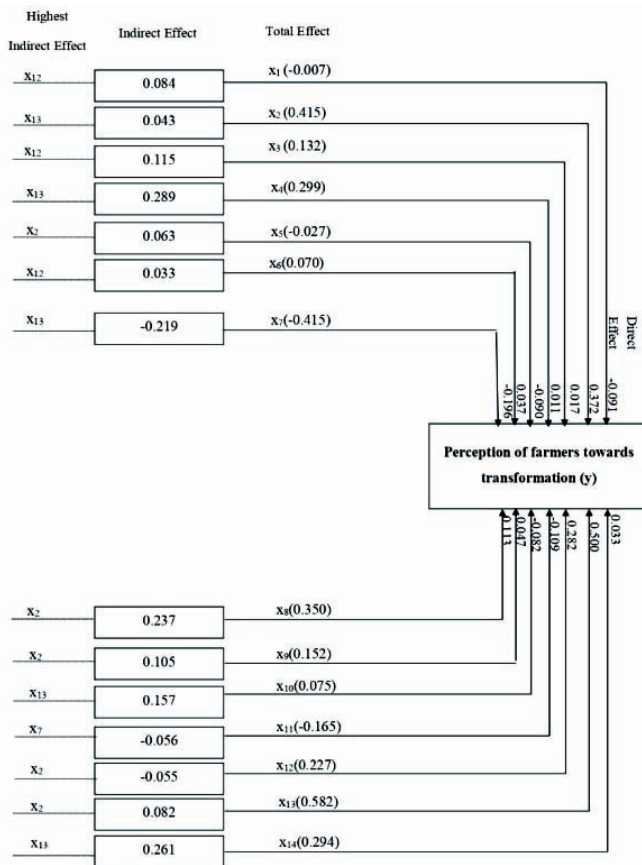 Highest
Indirect Effect Indirect Effect Total Effect
x₁₂ 0.084 x₁ (-0.007)
x₁₃ 0.043 x₂ (0.415)
x₁₂ 0.115 x₃ (0.132)
x₁₃ 0.289 x₄ (0.299)
x₂ 0.063 x₅(-0.027)
x₁₂ 0.033 x₆(0.070)
x₁₃ -0.219 x₇(-0.415)
Direct
Effect
-0.196 0.037 -0.090 0.011 0.017 0.372 -0.091
Perception of farmers towards
transformation (y)
0.113 0.047 -0.082 -0.109 0.282 0.500 0.033
x₂ 0.237 x₈(0.350)
x₂ 0.105 x₉(0.152)
x₁₃ 0.157 x₁₀(0.075)
x₇ -0.056 x₁₁(-0.165)
x₂ -0.055 x₁₂(0.227)
x₂ 0.082 x₁₃(0.582)
x₁₃ 0.261 x₁₄(0.294)